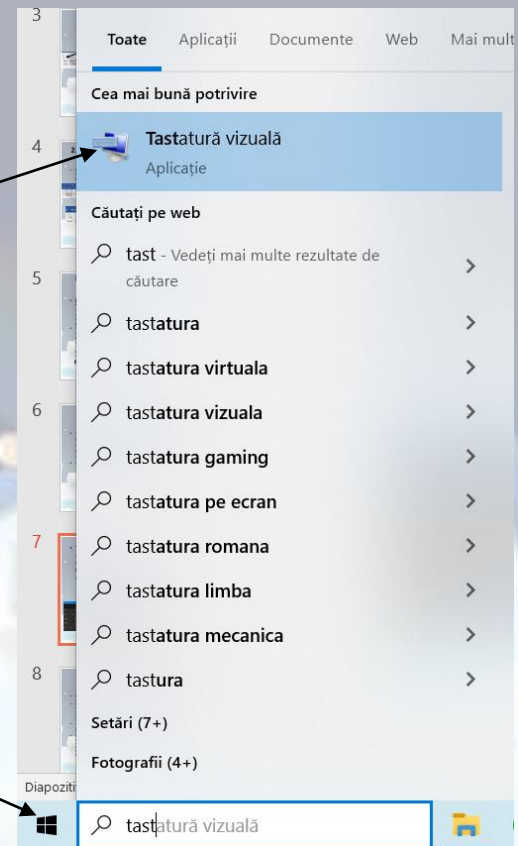 3
4
5
6
7
8
Diapoziti
Toate Aplicații Documente Web Mai mult
Cea mai bună potrivire
Tastatură vizuală
Aplicație
Căutați pe web
tast - Vedeți mai multe rezultate de
căutare
tastatura
tastatura virtuala
tastatura vizuala
tastatura gaming
tastatura pe ecran
tastatura romana
tastatura limba
tastatura mecanica
tastura
Setări (7+)
Fotografii (4+)
tastatură vizuală